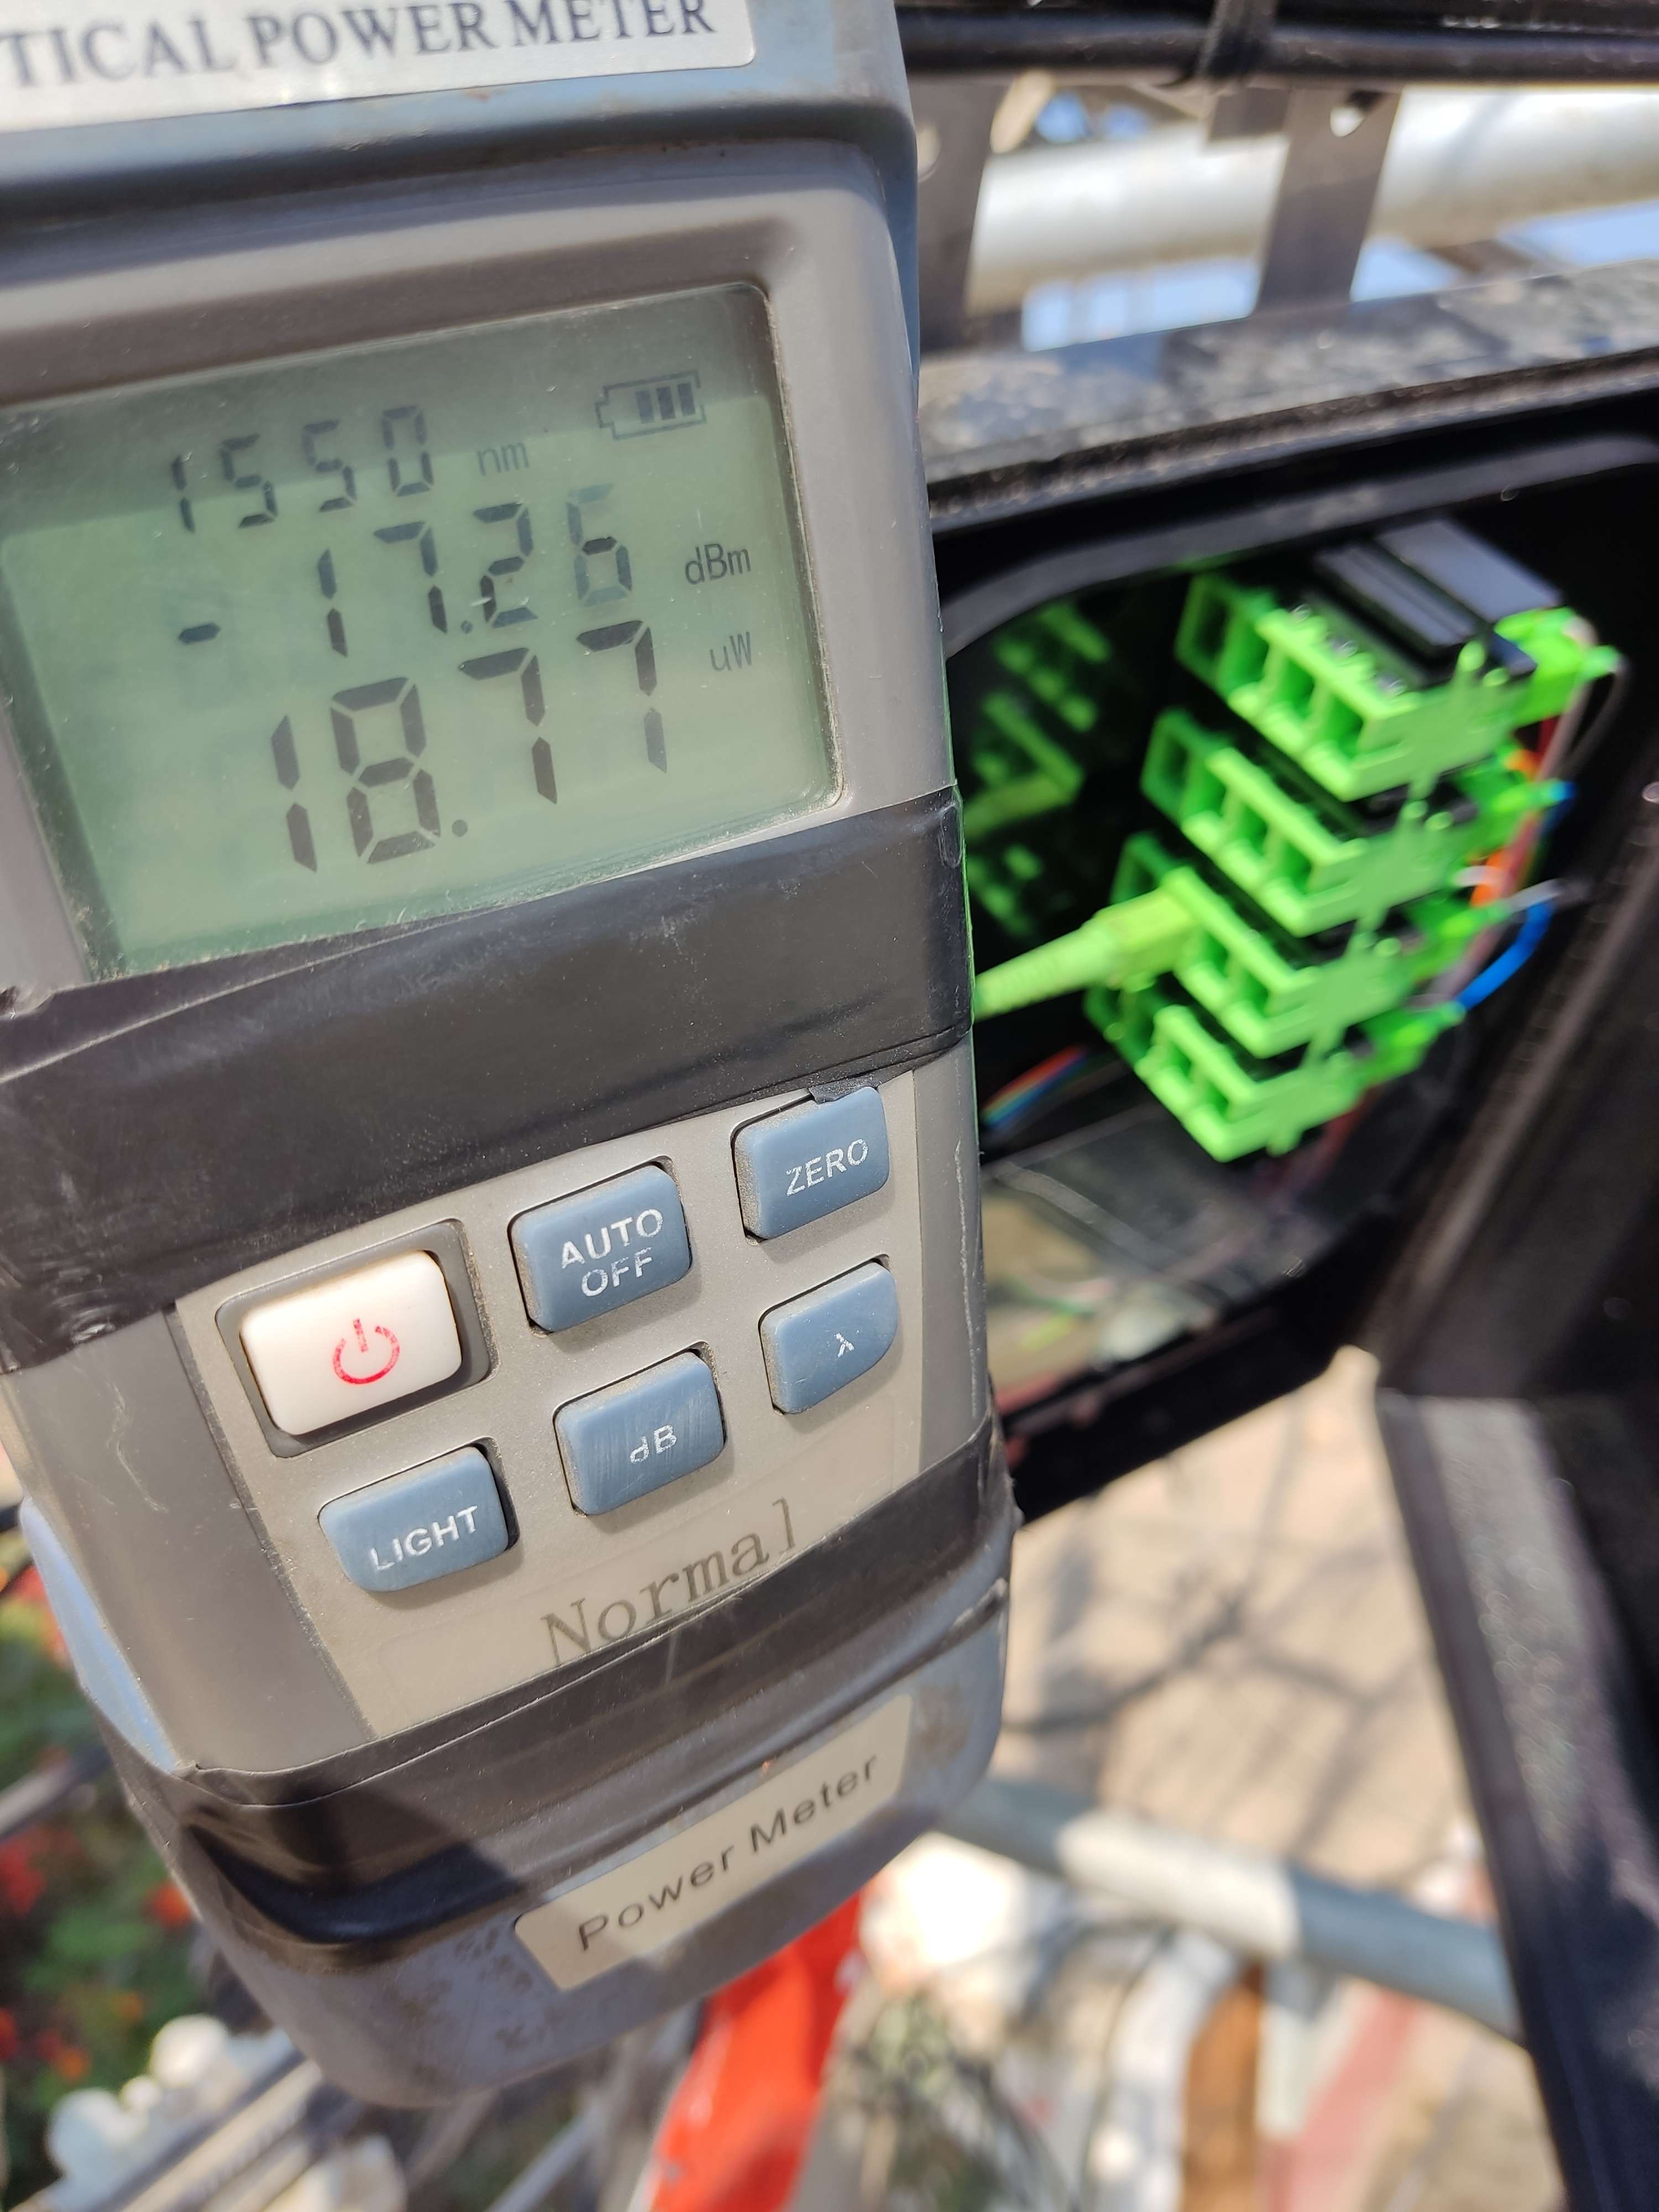 TICAL POWER METER
1550 nm
-17.26 dBm
18.77 uW
ZERO
AUTO
OFF
λ
dB
LIGHT
Normal
Power Meter